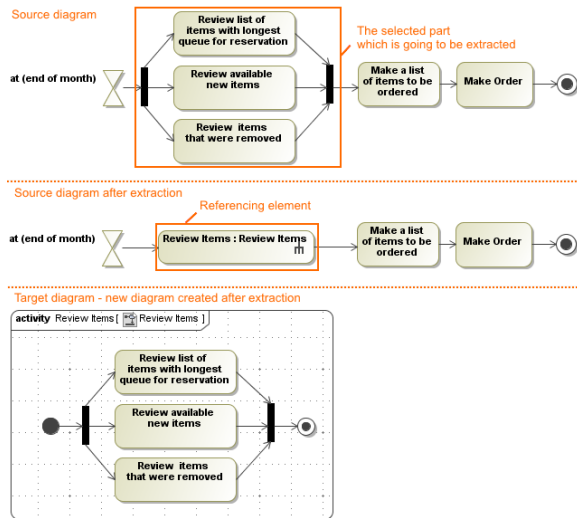 Source diagram
Review list of
items with longest
queue for reservation
The selected part
which is going to be extracted
at (end of month)
Review available
new items
Make a list
of items to be
ordered
Make Order
Review items
that were removed
Source diagram after extraction
Referencing element
at (end of month)
Review Items : Review Items
Make a list
of items to be
ordered
Make Order
Target diagram - new diagram created after extraction
activity Review Items [ Review Items ]
Review list of
items with longest
queue for reservation
Review available
new items
Review items
that were removed